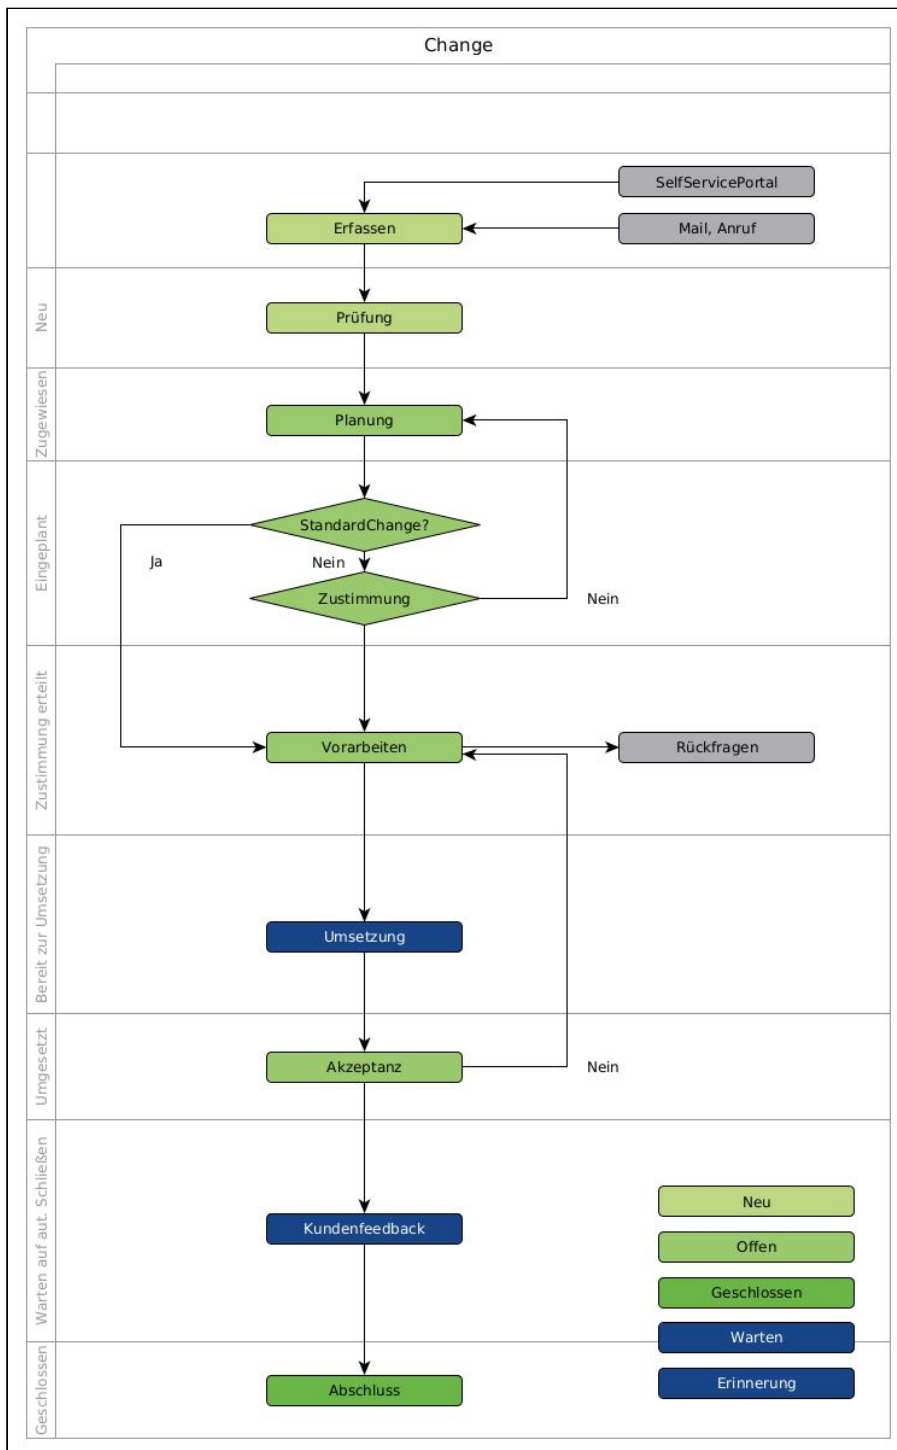 Change
SelfServicePortal
Erfassen
Mail, Anruf
Neu
Prüfung
Zugewiesen
Planung
Eingeplant
StandardChange?
Ja
Nein
Zustimmung
Nein
Zustimmung erteilt
Vorarbeiten
Rückfragen
Bereit zur Umsetzung
Umsetzung
Umgesetzt
Akzeptanz
Nein
Warten auf aut. Schließen
Kundenfeedback
Neu
Offen
Geschlossen
Warten
Erinnerung
Geschlossen
Abschluss